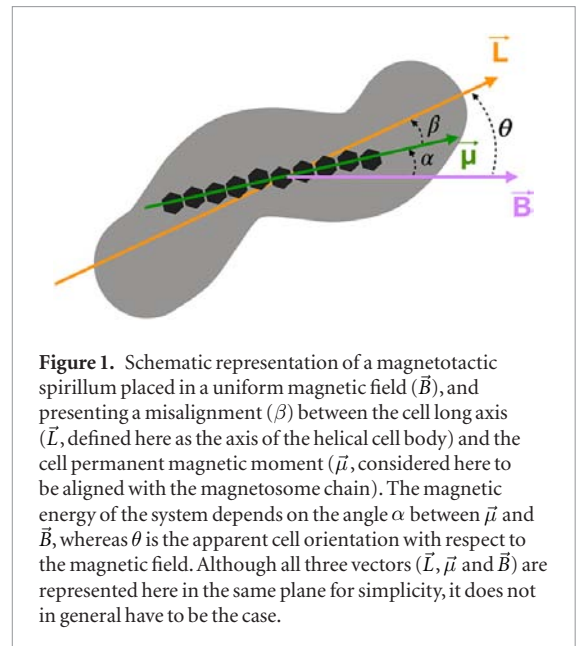 L⃗
β
θ
α
μ⃗
B⃗
Figure 1. Schematic representation of a magnetotactic
spirillum placed in a uniform magnetic field (B⃗), and
presenting a misalignment (β) between the cell long axis
(L⃗, defined here as the axis of the helical cell body) and the
cell permanent magnetic moment (μ⃗, considered here to
be aligned with the magnetosome chain). The magnetic
energy of the system depends on the angle α between μ⃗ and
B⃗, whereas θ is the apparent cell orientation with respect to
the magnetic field. Although all three vectors (L⃗, μ⃗ and B⃗) are
represented here in the same plane for simplicity, it does not
in general have to be the case.